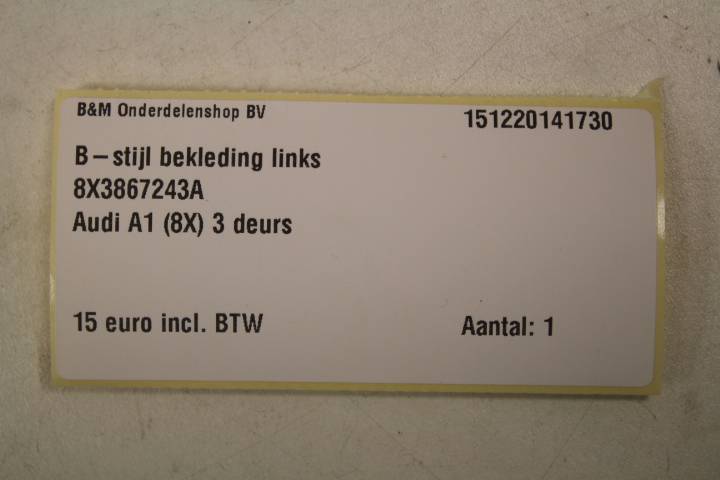 B&M Onderdelenshop BV
151220141730
B-stijl bekleding links
8X3867243A
Audi A1 (8X) 3 deurs
15 euro incl. BTW
Aantal: 1